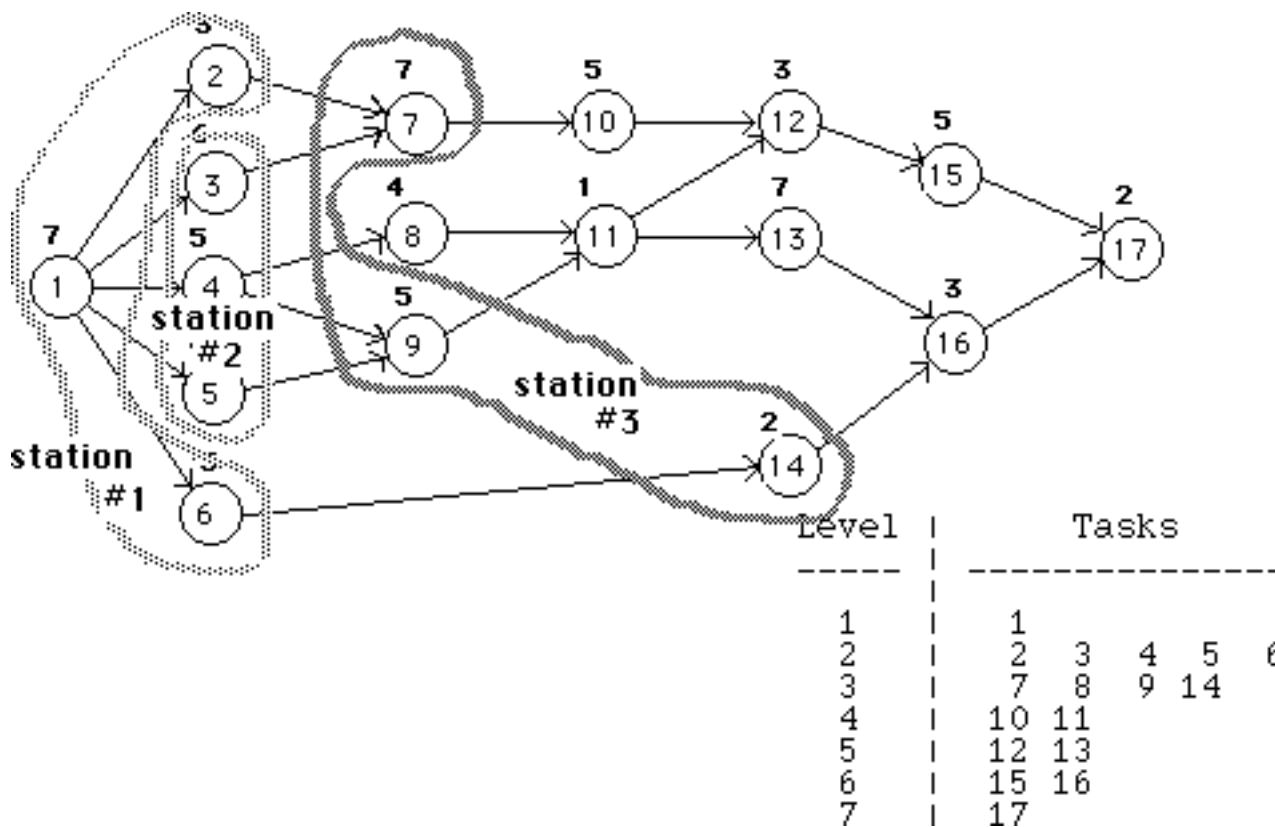 2
7
7
10
5
12
3
15
5
3
8
4
11
1
13
7
17
2
1
7
4
5
station
#2
9
5
16
3
5
station
#3
14
2
station
#1
6
Level | Tasks
----- | ---------------
1 | 1
2 | 2 3 4 5 6
3 | 7 8 9 14
4 | 10 11
5 | 12 13
6 | 15 16
7 | 17